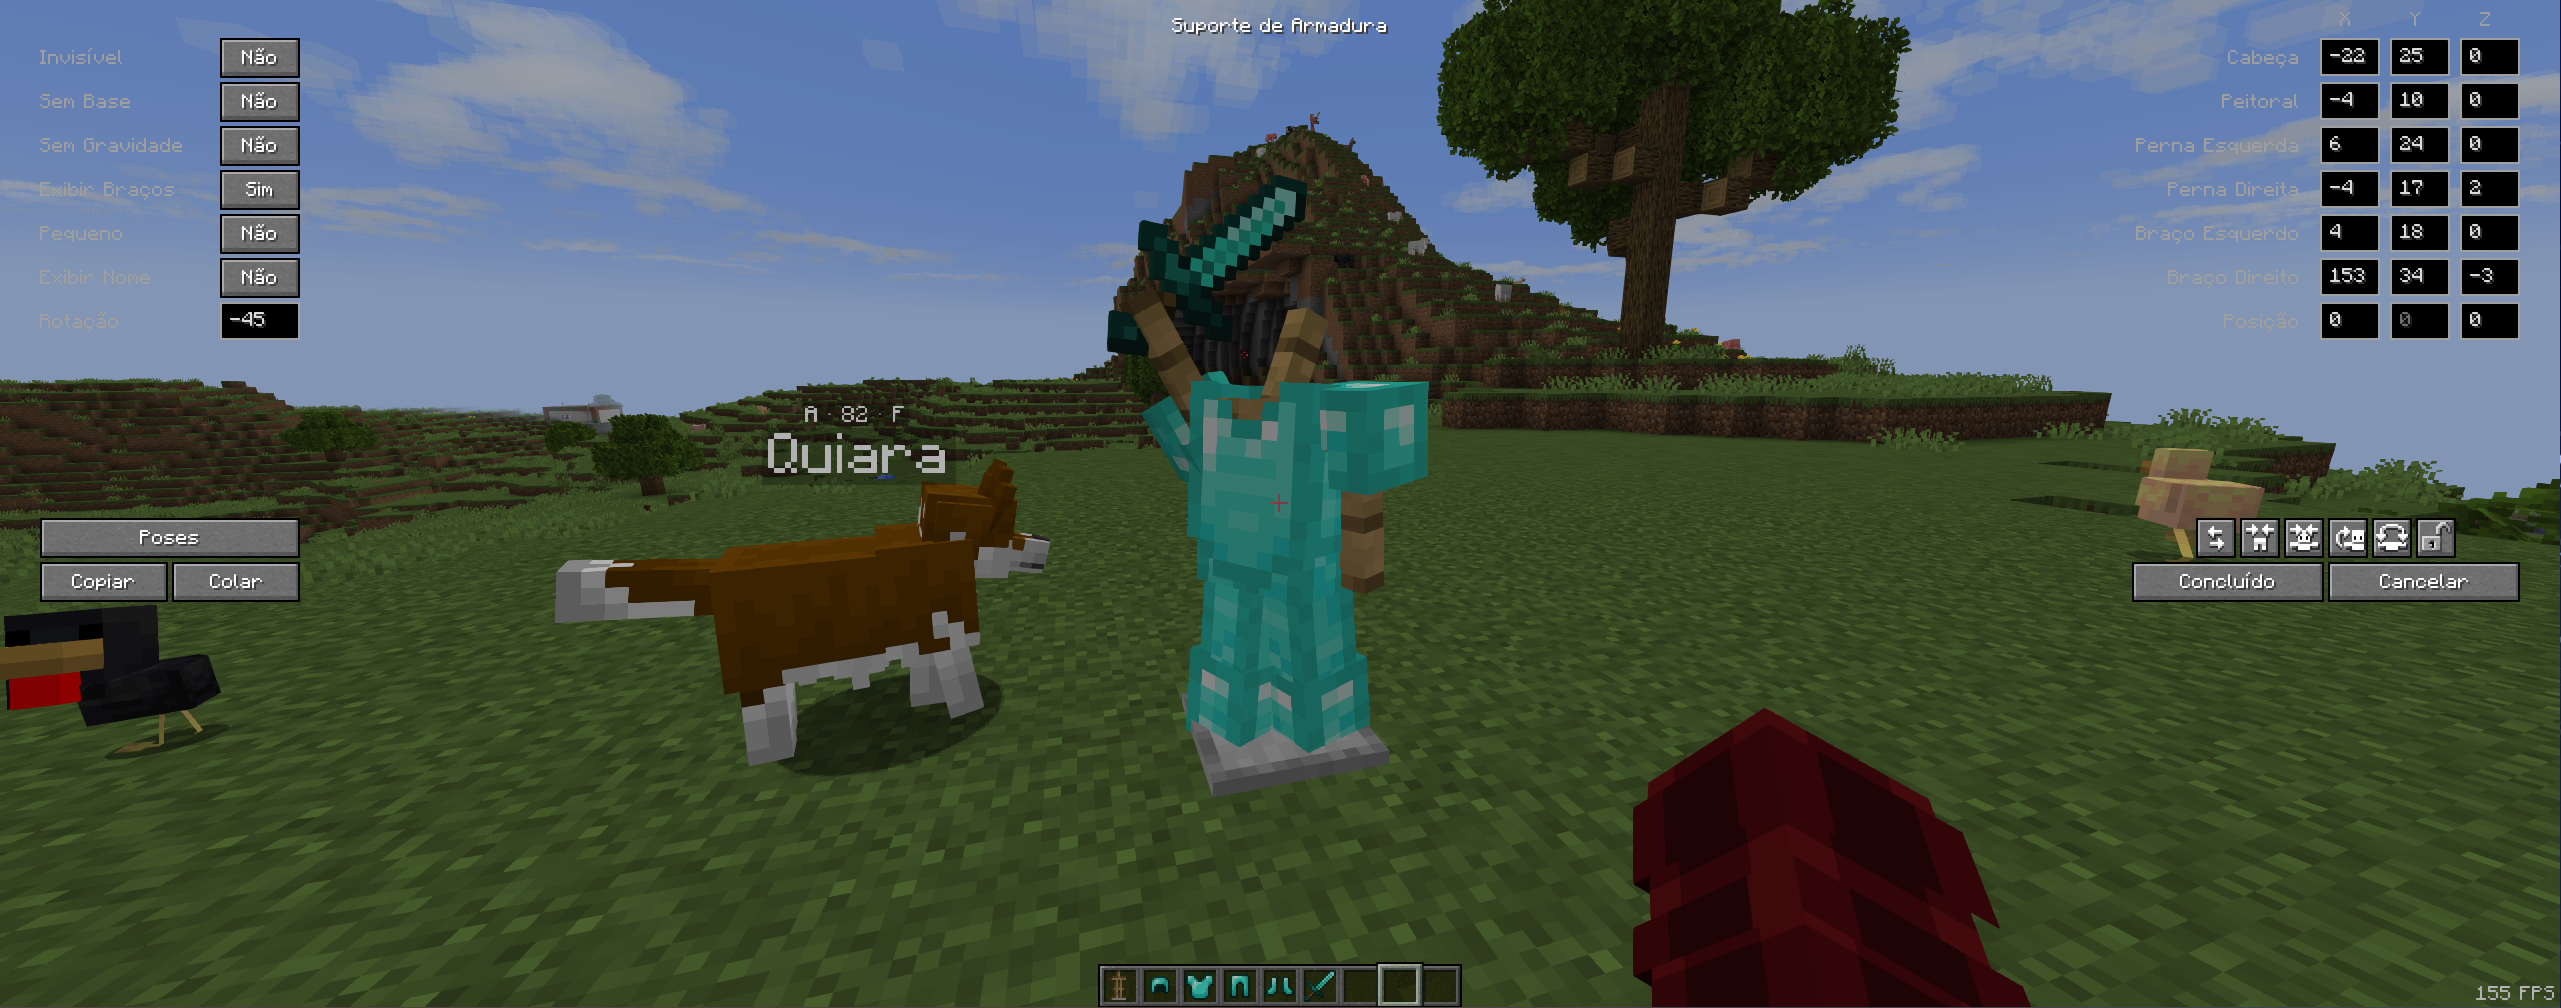 Suporte de Armadura
Invisível Não
Sem Base Não
Sem Gravidade Não
Exibir Braços Sim
Pequeno Não
Exibir Nome Não
Rotação -45
X Y Z
Cabeça -22 25 0
Peitoral -4 10 0
Perna Esquerda 6 24 0
Perna Direita -4 17 2
Braço Esquerdo 4 18 0
Braço Direito 153 34 -3
Posição 0 0 0
A · 82 · F
Quiara
Poses
Copiar Colar
Concluído Cancelar
155 FPS